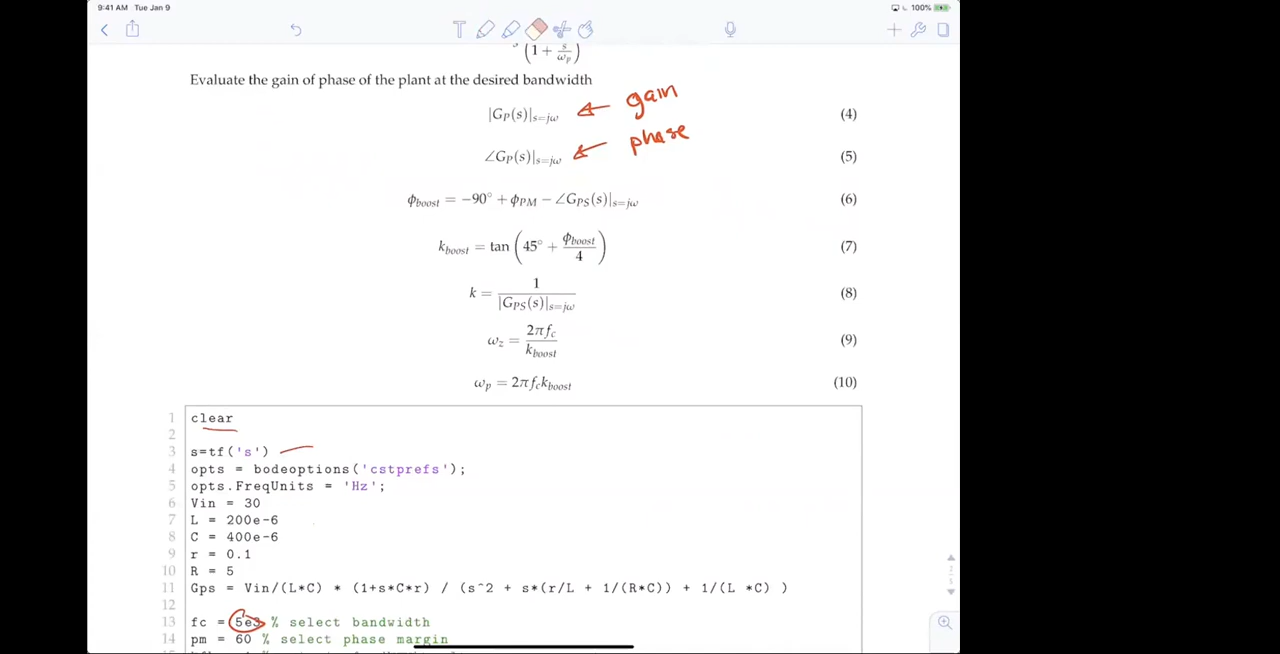 9:41 AM Tue Jan 9
100%
(1 + s/ωp)
Evaluate the gain of phase of the plant at the desired bandwidth
|GP(s)|s=jω ← gain (4)
∠GP(s)|s=jω ← phase (5)
ϕboost = −90° + ϕPM − ∠GPS(s)|s=jω (6)
kboost = tan (45° + Φboost/4) (7)
k = 1/|GPS(s)|s=jω (8)
ωz = 2πfc/kboost (9)
ωp = 2πfckboost (10)
1 clear
2
3 s=tf('s')
4 opts = bodeoptions('cstprefs');
5 opts.FreqUnits = 'Hz';
6 Vin = 30
7 L = 200e-6
8 C = 400e-6
9 r = 0.1
10 R = 5
11 Gps = Vin/(L*C) * (1+s*C*r) / (s^2 + s*(r/L + 1/(R*C)) + 1/(L *C) )
12
13 fc = 5e3 % select bandwidth
14 pm = 60 % select phase margin